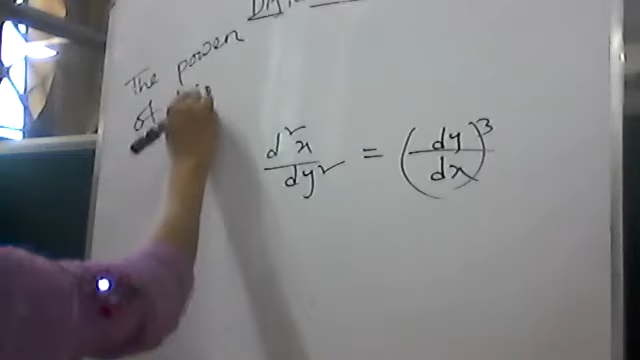 The power
of
d²x/dy² = (dy/dx)³